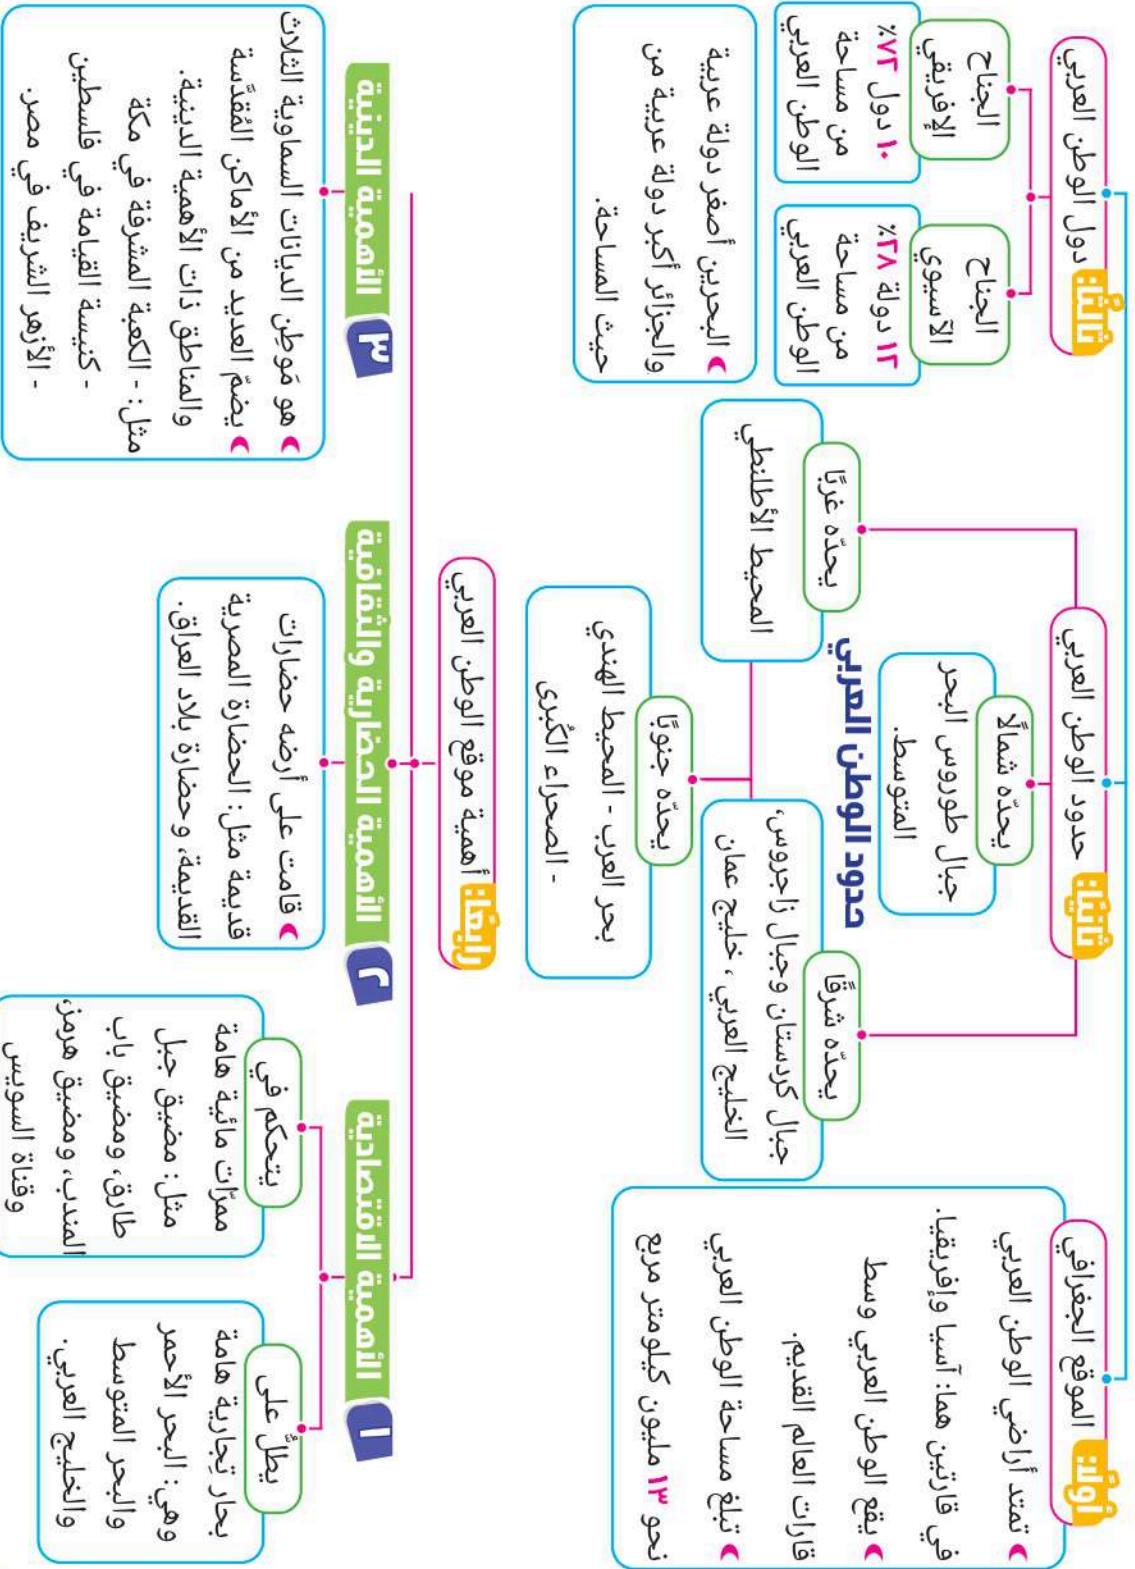 أولًا: الموقع الجغرافي
❨ تمتد أراضي الوطن العربي
في قارتين هما: آسيا وإفريقيا.
❨ يقع الوطن العربي وسط
قارات العالم القديم.
❨ تبلغ مساحة الوطن العربي
نحو ١٣ مليون كيلومتر مربع
ثانيًا: حدود الوطن العربي
يحدّه شمالًا
جبال طوروس البحر
المتوسط.
حدود الوطن العربي
يحدّه شرقًا
جبال كردستان وجبال زاجروس،
الخليج العربي ، خليج عمان
يحدّه غربًا
المحيط الأطلنطي
يحدّه جنوبًا
بحر العرب - المحيط الهندي
- الصحراء الكُبرى
ثالثًا: دول الوطن العربي
الجناح
الآسيوي
١٢ دولة ٢٨٪
من مساحة
الوطن العربي
الجناح
الإفريقي
١٠ دول ٧٢٪
من مساحة
الوطن العربي
❨ البحرين أصغر دولة عربية
والجزائر أكبر دولة عربية من
حيث المساحة.
رابعًا: أهمية موقع الوطن العربي
١ الأهمية الاقتصادية
يطلّ على
بحار تجارية هامة
وهي: البحر الأحمر
والبحر المتوسط
والخليج العربي.
يتحكم في
ممرّات مائية هامة
مثل: مضيق جبل
طارق، ومضيق باب
المندب، ومضيق هرمز،
وقناة السويس
٢ الأهمية الحضارية والثقافية
❨ قامت على أرضه حضارات
قديمة مثل: الحضارة المصرية
القديمة، وحضارة بلاد العراق.
٣ الأهمية الدينية
❨ هو مَوطِن الديانات السماوية الثلاث
❨ يضمّ العديد من الأماكن المُقدَّسة
والمناطق ذات الأهمية الدينية.
مثل: - الكعبة المشرفة في مكة
- كنيسة القيامة في فلسطين
- الأزهر الشريف في مصر.